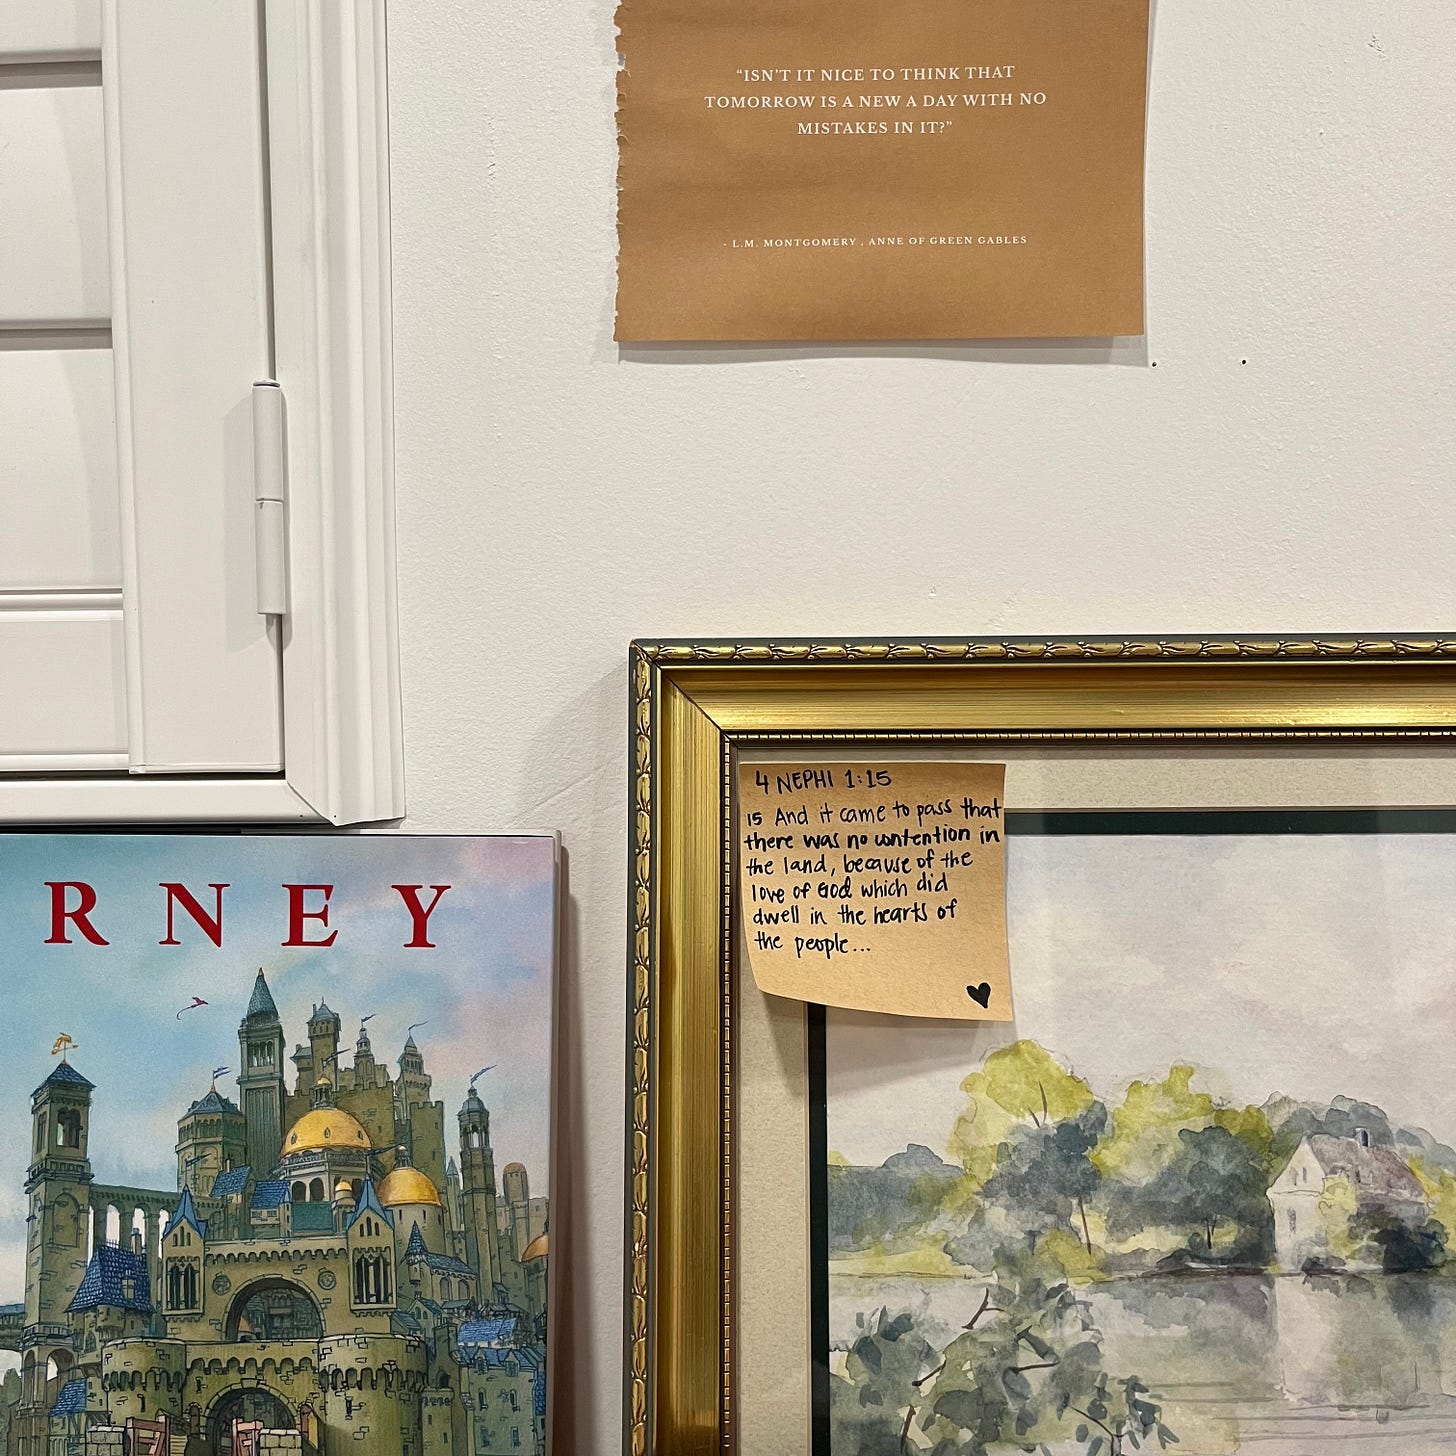 “ISN’T IT NICE TO THINK THAT
TOMORROW IS A NEW A DAY WITH NO
MISTAKES IN IT?”
- L.M. MONTGOMERY , ANNE OF GREEN GABLES
4 NEPHI 1:15
15 And it came to pass that
there was no contention in
the land, because of the
love of God which did
dwell in the hearts of
the people...
RNEY